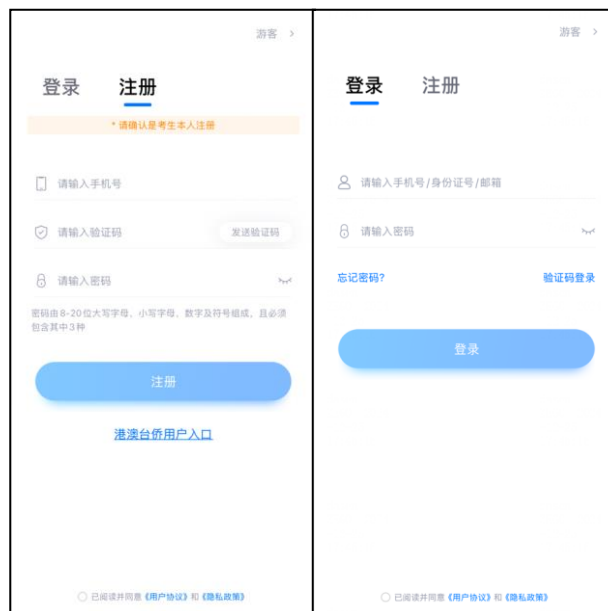 游客 >
登录 注册
* 请确认是考生本人注册
请输入手机号
请输入验证码 发送验证码
请输入密码
密码由8-20位大写字母、小写字母、数字及符号组成，且必须
包含其中3种
注册
港澳台侨用户入口
已阅读并同意《用户协议》和《隐私政策》
游客 >
登录 注册
请输入手机号/身份证号/邮箱
请输入密码
忘记密码? 验证码登录
登录
已阅读并同意《用户协议》和《隐私政策》